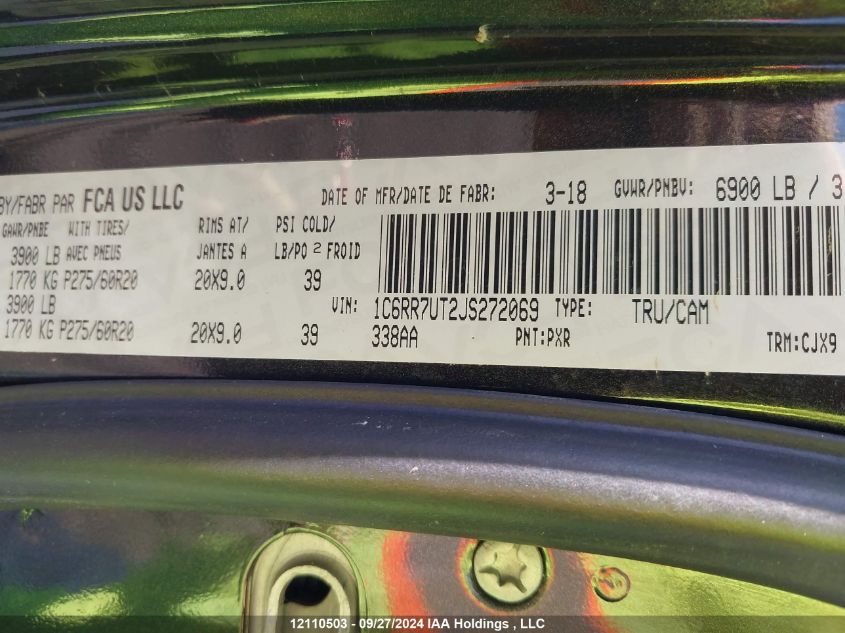 BY/FABR PAR FCA US LLC DATE OF MFR/DATE DE FABR: 3-18 GVWR/PNBV: 6900 LB / 3
GAWR/PNBE WITH TIRES/ RIMS AT/ PSI COLD/
3900 LB AVEC PNEUS JANTES A LB/PO 2 FROID
1770 KG P275/60R20 20X9.0 39
3900 LB VIN: 1C6RR7UT2JS272069 TYPE: TRU/CAM
1770 KG P275/60R20 20X9.0 39 338AA PNT:PXR TRM:CJX9
12110503 - 09/27/2024 IAA Holdings , LLC